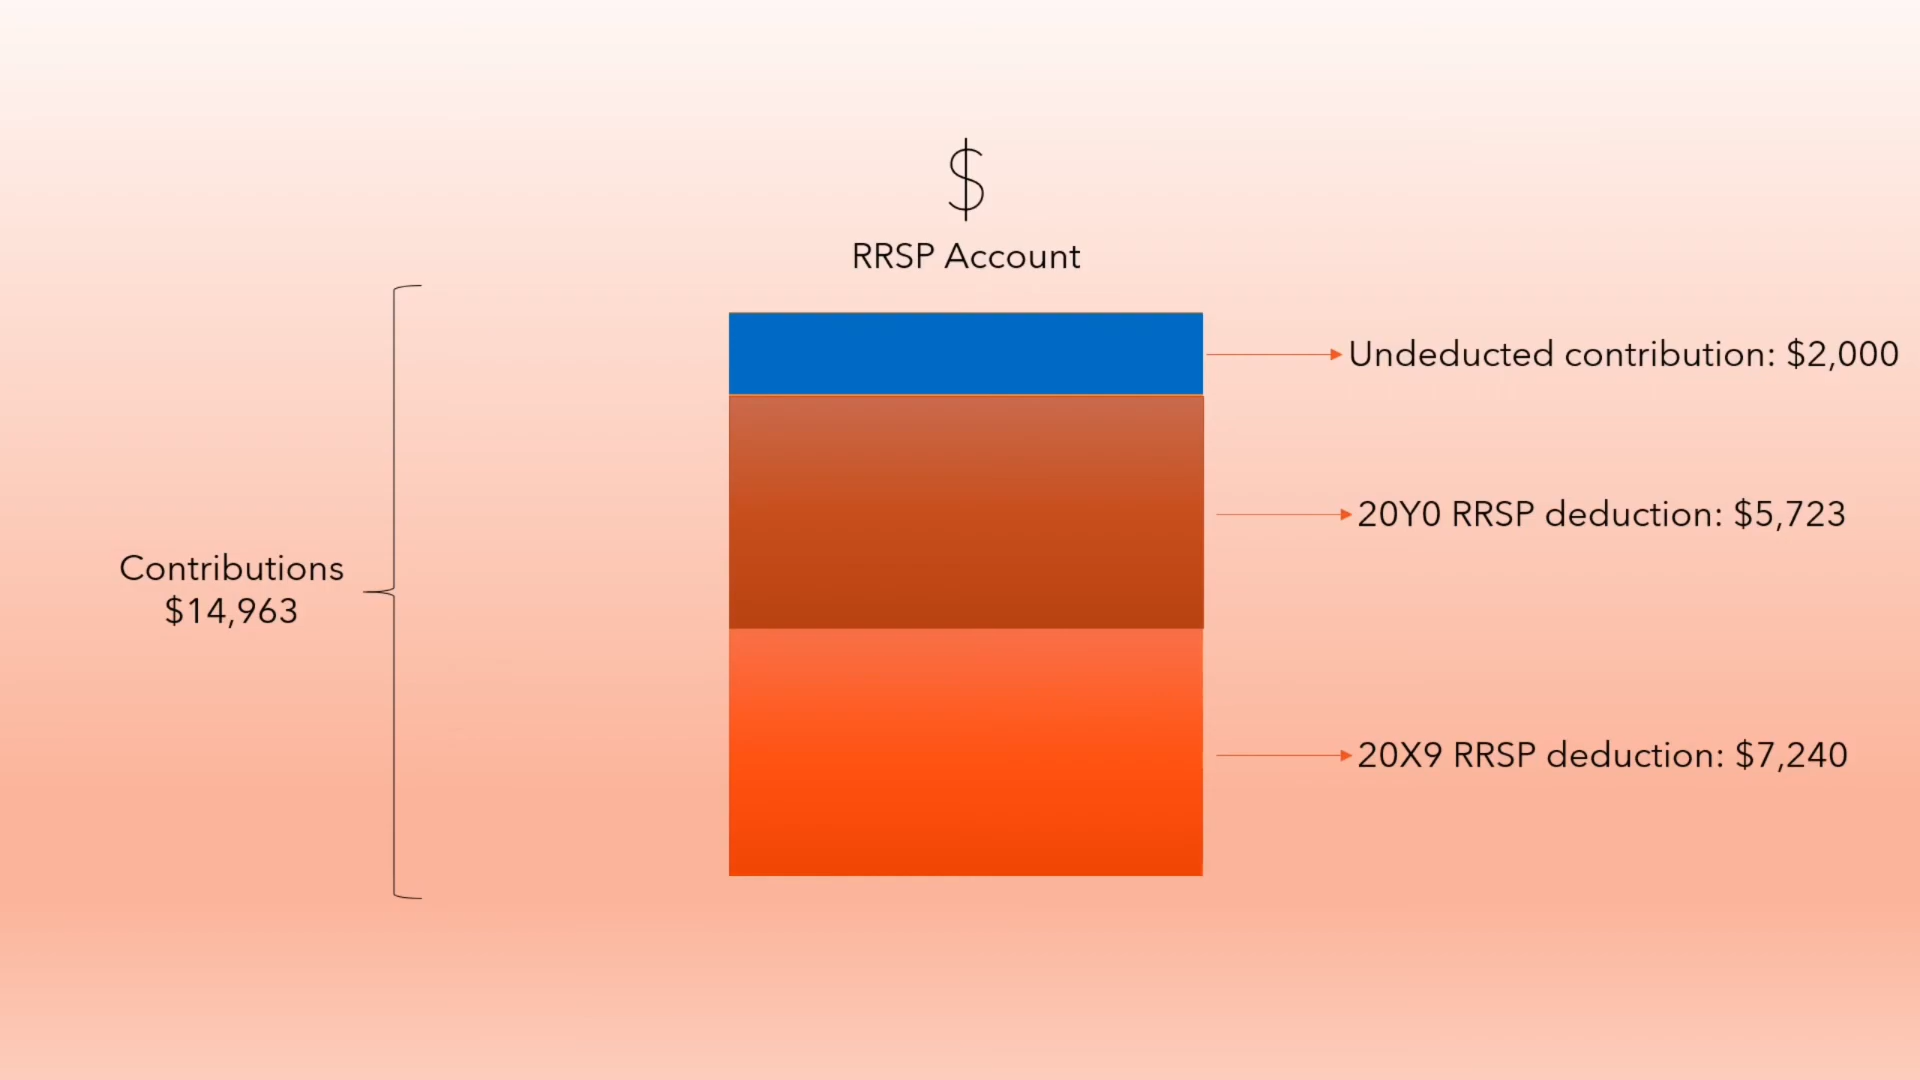 $
RRSP Account
Undeducted contribution: $2,000
20Y0 RRSP deduction: $5,723
Contributions
$14,963
20X9 RRSP deduction: $7,240